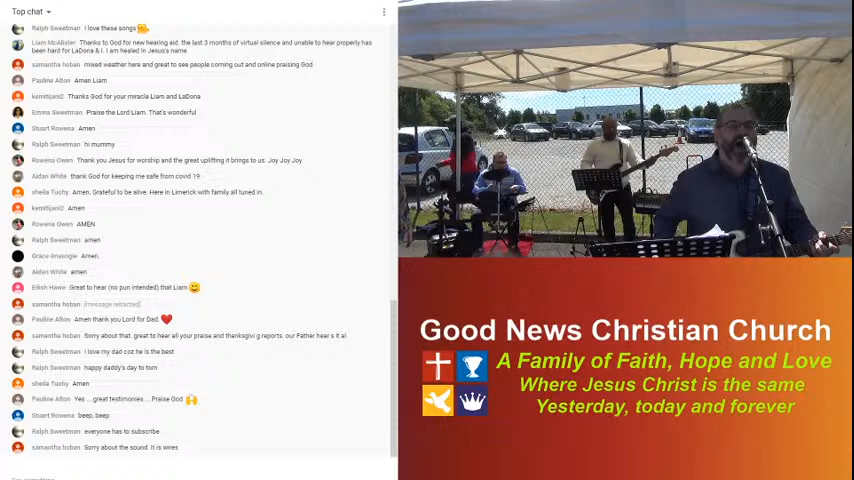 Top chat
Ralph Sweetman I love these songs
Liam McAlister Thanks to God for new hearing aid. the last 3 months of virtual silence and unable to hear properly has
been hard for LaDona & I. I am healed in Jesus's name
samantha hoban mixed weather here and great to see people coming out and online praising God
Pauline Alton Amen Liam
kemitijani2 Thanks God for your miracle Liam and LaDona
Emma Sweetman Praise the Lord Liam. That's wonderful
Stuart Rowena Amen
Ralph Sweetman hi mummy
Rowena Owen Thank you Jesus for worship and the great uplifting it brings to us. Joy Joy Joy
Aidan White thank God for keeping me safe from covid 19
sheila Tuohy Amen, Grateful to be alive. Here in Limerick with family all tuned in.
kemitijani2 Amen
Rowena Owen AMEN
Ralph Sweetman amen
Grace Imasogie Amen.
Aidan White amen
Eilish Hawe Great to hear (no pun intended) that Liam
samantha hoban [message retracted]
Pauline Alton Amen thank you Lord for Dad.
samantha hoban Sorry about that. great to hear all your praise and thanksgivi g reports. our Father hear s it al
Ralph Sweetman I love my dad coz he is the best
Ralph Sweetman happy daddy's day to tom
sheila Tuohy Amen
Pauline Alton Yes ... great testimonies ... Praise God
Stuart Rowena beep, beep
Ralph Sweetman everyone has to subscribe
samantha hoban Sorry about the sound. It is wires
Good News Christian Church
A Family of Faith, Hope and Love
Where Jesus Christ is the same
Yesterday, today and forever